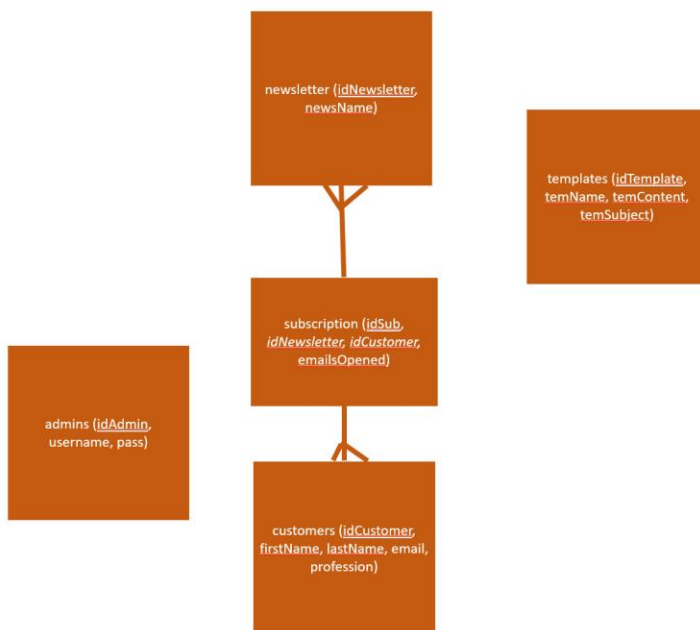 newsletter (idNewsletter,
newsName)
templates (idTemplate,
temName, temContent,
temSubject)
subscription (idSub,
idNewsletter, idCustomer,
emailsOpened)
admins (idAdmin,
username, pass)
customers (idCustomer,
firstName, lastName, email,
profession)